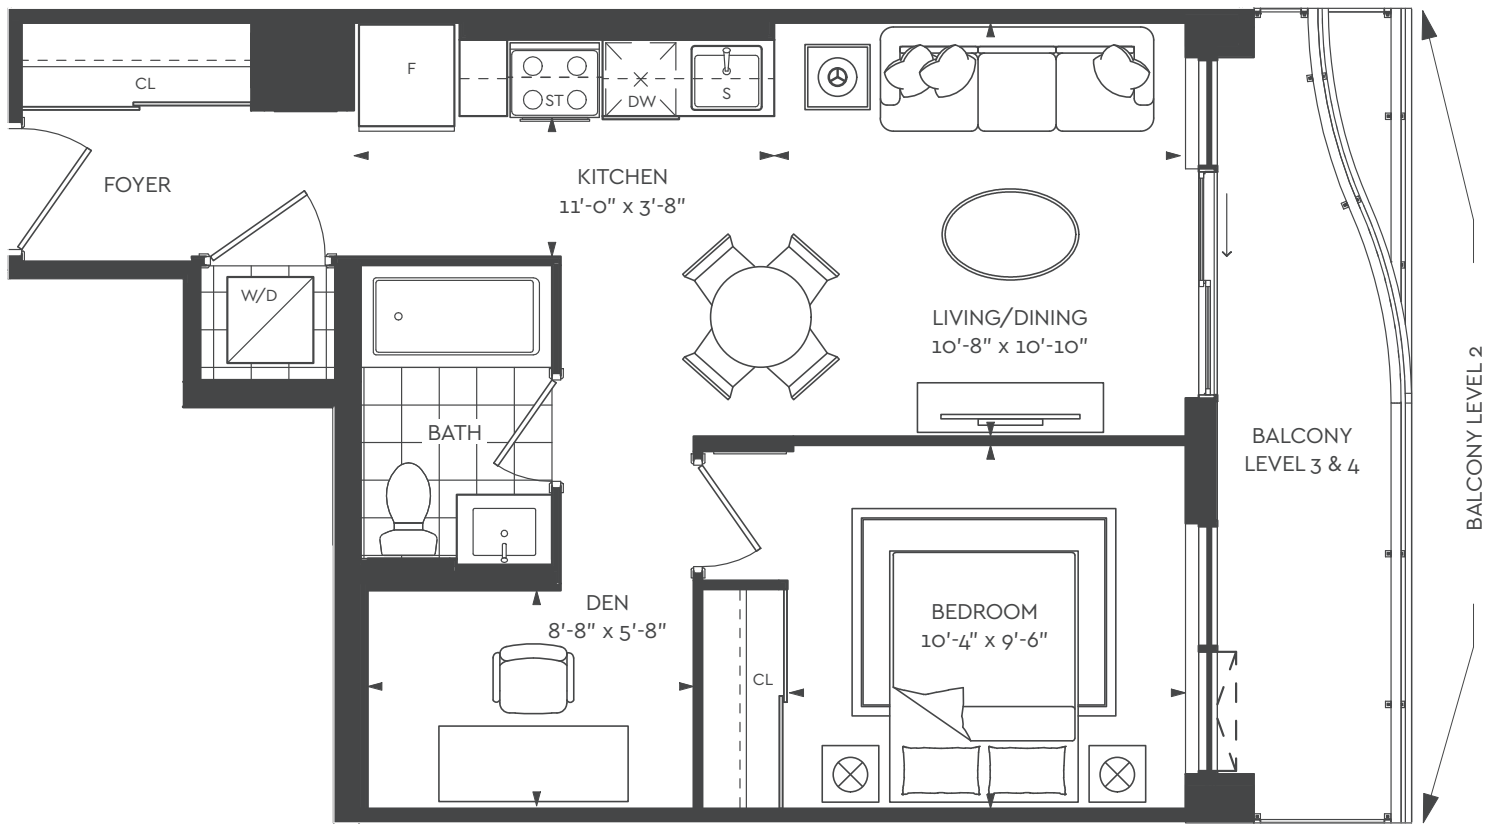 CL
F
ST
DW
S
FOYER
KITCHEN
11'-0" x 3'-8"
W/D
LIVING/DINING
10'-8" x 10'-10"
BATH
BALCONY
LEVEL 3 & 4
BALCONY LEVEL 2
DEN
8'-8" x 5'-8"
BEDROOM
10'-4" x 9'-6"
CL